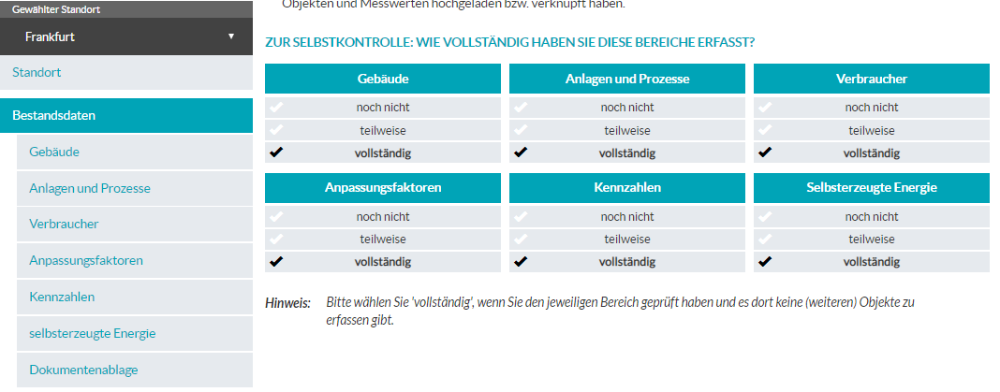 Gewählter Standort
Frankfurt
Standort
Bestandsdaten
Gebäude
Anlagen und Prozesse
Verbraucher
Anpassungsfaktoren
Kennzahlen
selbsterzeugte Energie
Dokumentenablage
Objekten und Messwerten hochgeladen bzw. verknüpft haben.
ZUR SELBSTKONTROLLE: WIE VOLLSTÄNDIG HABEN SIE DIESE BEREICHE ERFASST?
Gebäude
noch nicht
teilweise
vollständig
Anlagen und Prozesse
noch nicht
teilweise
vollständig
Verbraucher
noch nicht
teilweise
vollständig
Anpassungsfaktoren
noch nicht
teilweise
vollständig
Kennzahlen
noch nicht
teilweise
vollständig
Selbsterzeugte Energie
noch nicht
teilweise
vollständig
Hinweis: Bitte wählen Sie 'vollständig', wenn Sie den jeweiligen Bereich geprüft haben und es dort keine (weiteren) Objekte zu
erfassen gibt.